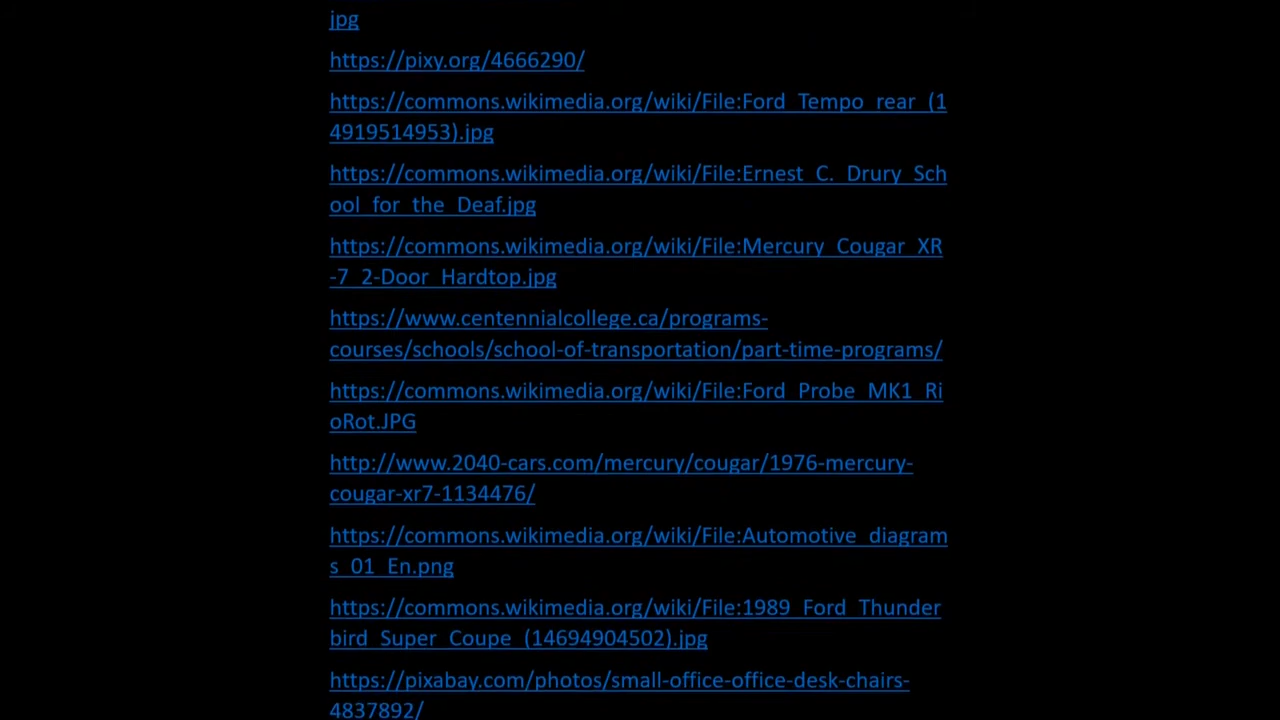 jpg
https://pixy.org/4666290/
https://commons.wikimedia.org/wiki/File:Ford_Tempo_rear_(1
4919514953).jpg
https://commons.wikimedia.org/wiki/File:Ernest_C._Drury_Sch
ool_for_the_Deaf.jpg
https://commons.wikimedia.org/wiki/File:Mercury_Cougar_XR
-7_2-Door_Hardtop.jpg
https://www.centennialcollege.ca/programs-
courses/schools/school-of-transportation/part-time-programs/
https://commons.wikimedia.org/wiki/File:Ford_Probe_MK1_Ri
oRot.JPG
http://www.2040-cars.com/mercury/cougar/1976-mercury-
cougar-xr7-1134476/
https://commons.wikimedia.org/wiki/File:Automotive_diagram
s_01_En.png
https://commons.wikimedia.org/wiki/File:1989_Ford_Thunder
bird_Super_Coupe_(14694904502).jpg
https://pixabay.com/photos/small-office-office-desk-chairs-
4837892/